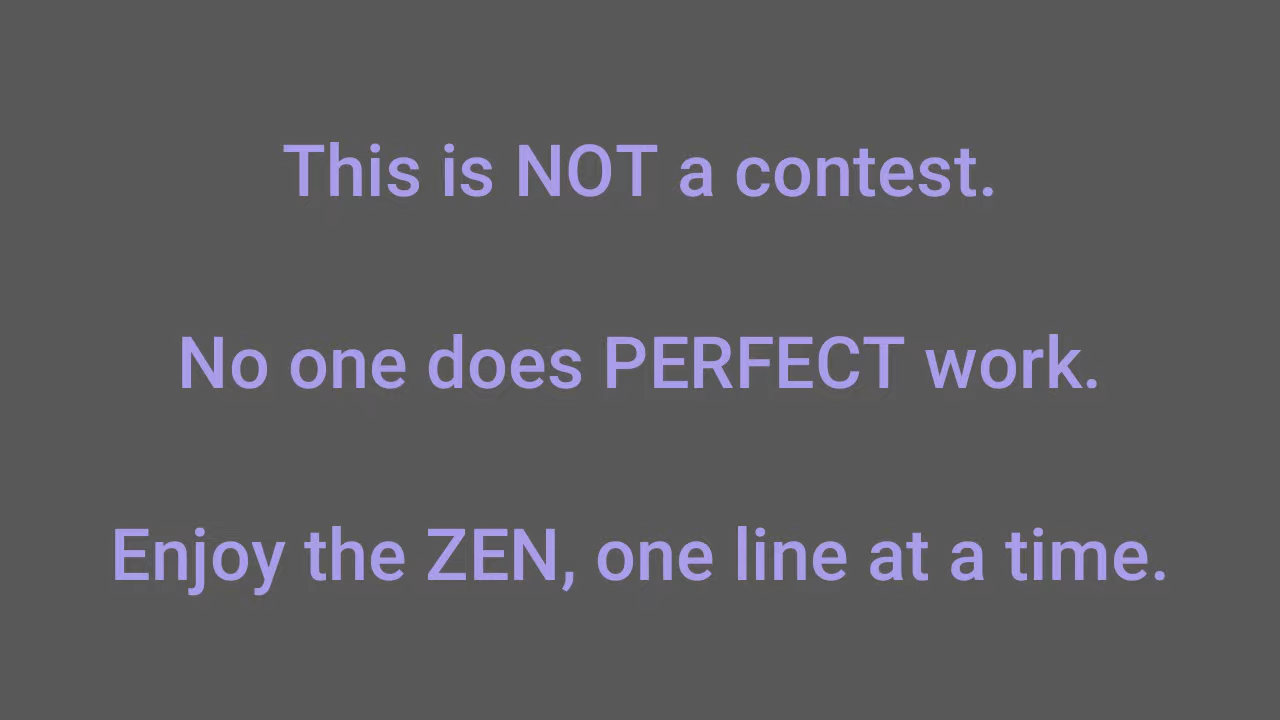 This is NOT a contest.
No one does PERFECT work.
Enjoy the ZEN, one line at a time.